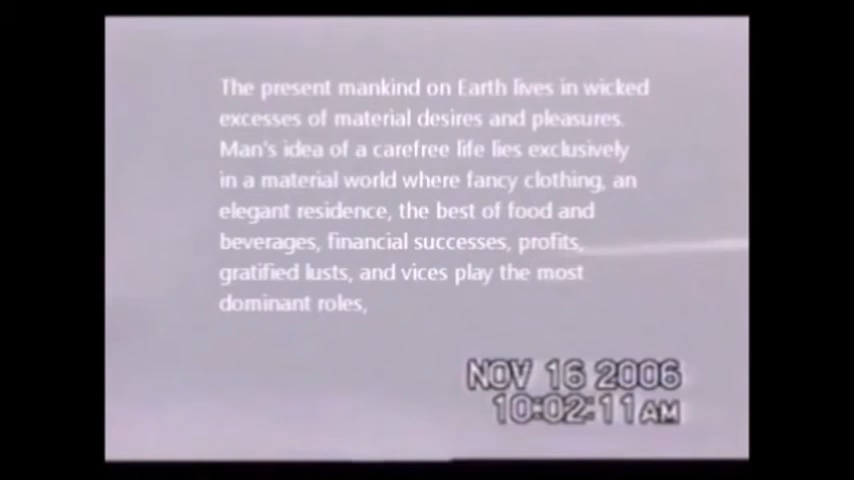 The present mankind on Earth lives in wicked
excesses of material desires and pleasures.
Man's idea of a carefree life lies exclusively
in a material world where fancy clothing, an
elegant residence, the best of food and
beverages, financial successes, profits,
gratified lusts, and vices play the most
dominant roles,
NOV 16 2006
10:02:11AM